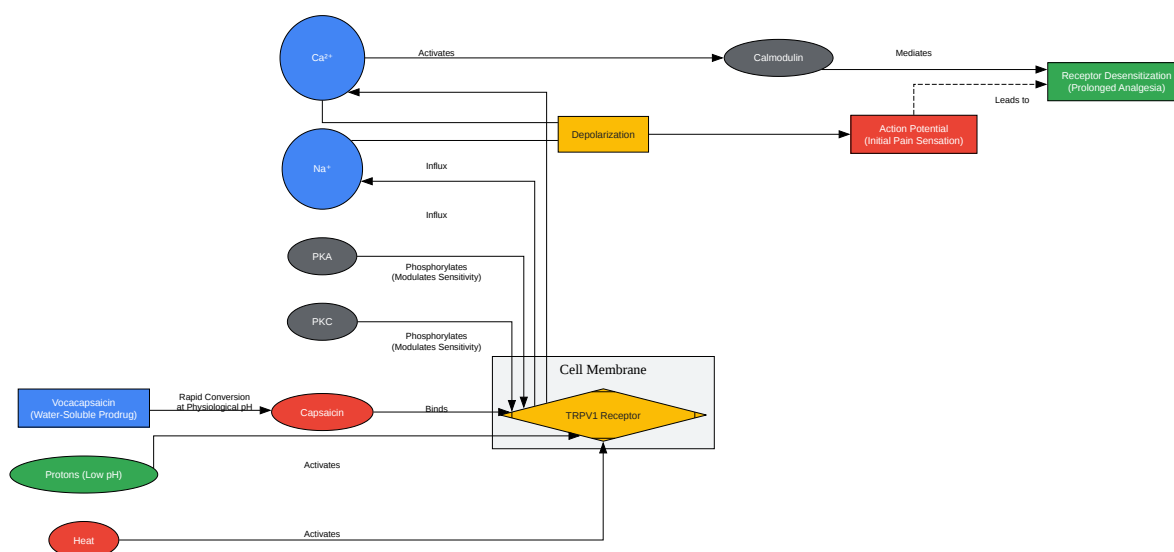 Ca²⁺
Activates
Calmodulin
Mediates
Receptor Desensitization
(Prolonged Analgesia)
Leads to
Depolarization
Action Potential
(Initial Pain Sensation)
Na⁺
Influx
Influx
PKA
Phosphorylates
(Modulates Sensitivity)
PKC
Phosphorylates
(Modulates Sensitivity)
Cell Membrane
Vocacapsaicin
(Water-Soluble Prodrug)
Rapid Conversion
at Physiological pH
Capsaicin
Binds
TRPV1 Receptor
Protons (Low pH)
Activates
Heat
Activates